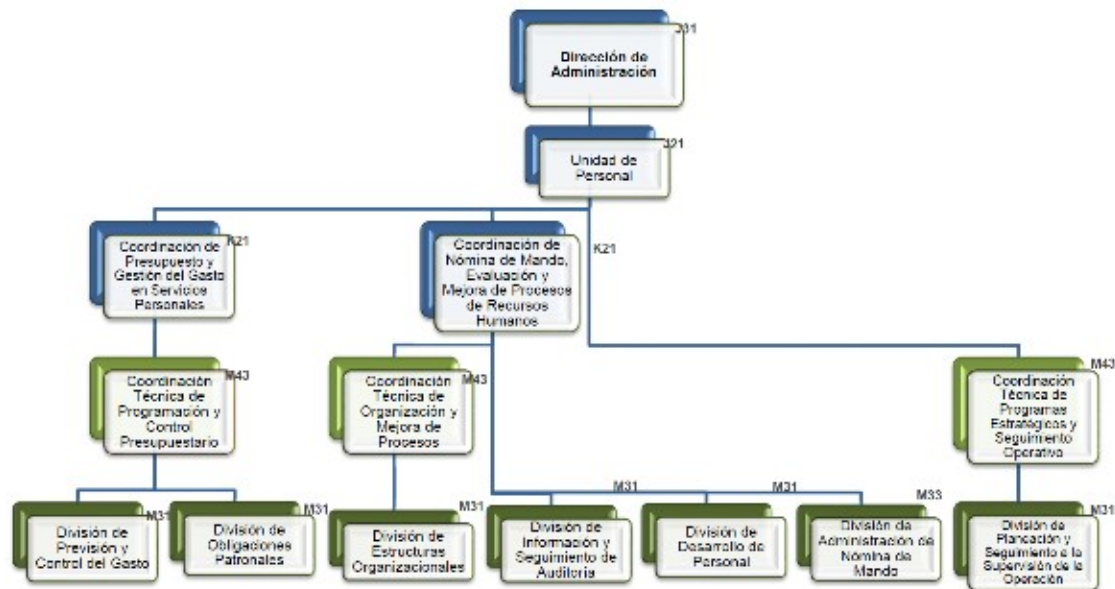 J31
Dirección de
Administración
J21
Unidad de
Personal
K21
Coordinación de
Presupuesto y
Gestión del Gasto
en Servicios
Personales
K21
Coordinación de
Nómina de Mando,
Evaluación y
Mejora de Procesos
de Recursos
Humanos
M43
Coordinación
Técnica de
Programación y
Control
Presupuestario
M43
Coordinación
Técnica de
Organización y
Mejora de
Procesos
M43
Coordinación
Técnica de
Programas
Estratégicos y
Seguimiento
Operativo
M31
División de
Previsión y
Control del Gasto
M31
División de
Obligaciones
Patronales
M31
División de
Estructuras
Organizacionales
M31
División de
Información y
Seguimiento de
Auditoria
M31
División de
Desarrollo de
Personal
M33
División de
Administración de
Nómina de
Mando
M31
División de
Planeación y
Seguimiento a la
Supervisión de la
Operación